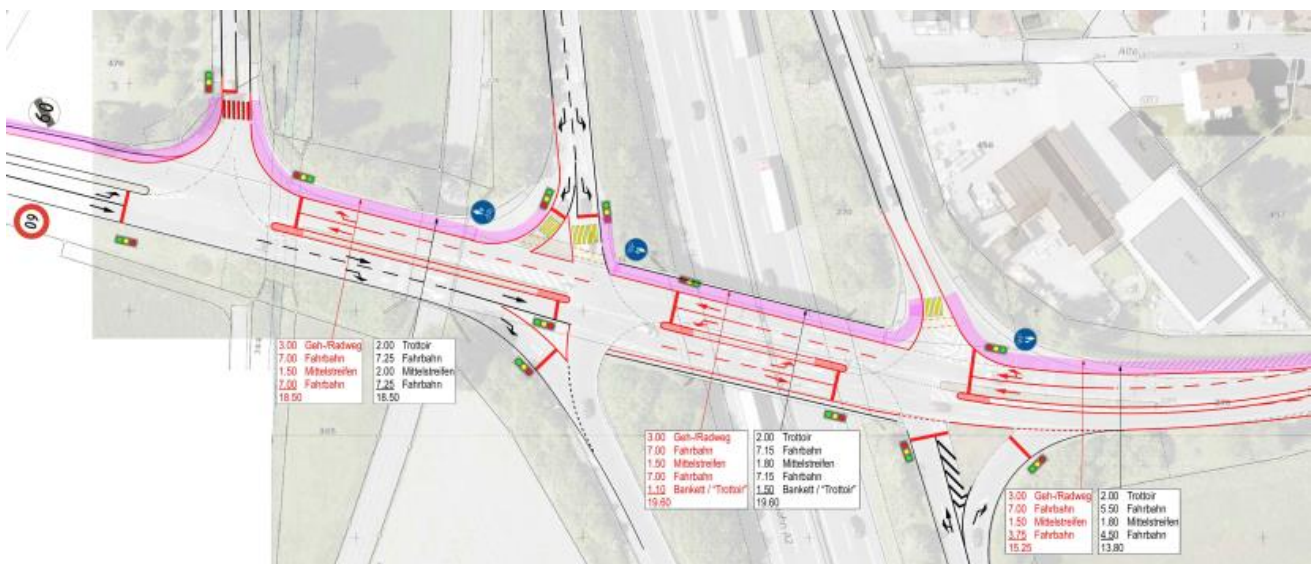 60
60
3.00 Geh-/Radweg
7.00 Fahrbahn
1.50 Mittelstreifen
7.00 Fahrbahn
18.50
2.00 Trottoir
7.25 Fahrbahn
2.00 Mittelstreifen
7.25 Fahrbahn
18.50
3.00 Geh-/Radweg
7.00 Fahrbahn
1.50 Mittelstreifen
7.00 Fahrbahn
1.10 Bankett / "Trottoir"
19.60
2.00 Trottoir
7.15 Fahrbahn
1.80 Mittelstreifen
7.15 Fahrbahn
1.50 Bankett / "Trottoir"
19.60
3.00 Geh-/Radweg
7.00 Fahrbahn
1.50 Mittelstreifen
3.75 Fahrbahn
15.25
2.00 Trottoir
5.50 Fahrbahn
1.80 Mittelstreifen
4.50 Fahrbahn
13.80